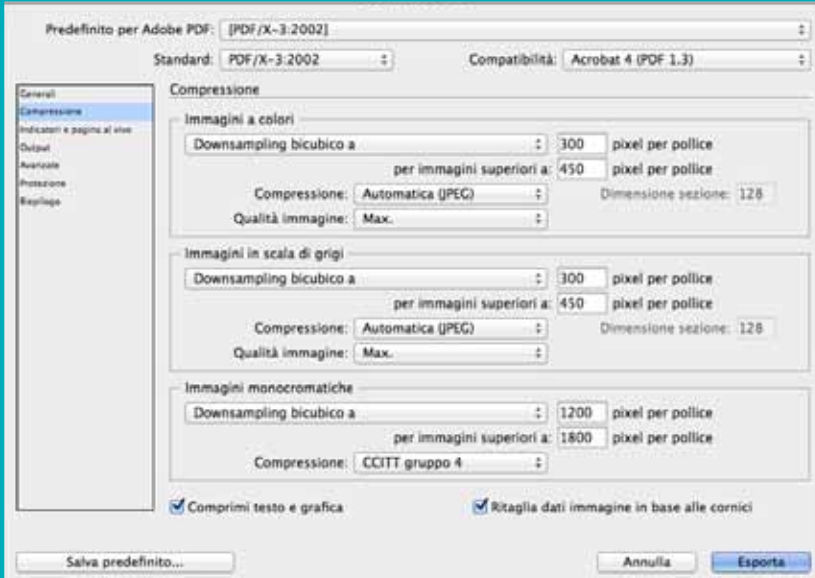 Predefinito per Adobe PDF: [PDF/X-3:2002]
Standard: PDF/X-3:2002 Compatibilità: Acrobat 4 (PDF 1.3)
Generali
Compressione
Indicatori e pagina al vivo
Output
Avanzate
Protezione
Riepilogo
Compressione
Immagini a colori
Downsampling bicubico a 300 pixel per pollice
per immagini superiori a: 450 pixel per pollice
Compressione: Automatica (JPEG) Dimensione sezione: 128
Qualità immagine: Max.
Immagini in scala di grigi
Downsampling bicubico a 300 pixel per pollice
per immagini superiori a: 450 pixel per pollice
Compressione: Automatica (JPEG) Dimensione sezione: 128
Qualità immagine: Max.
Immagini monocromatiche
Downsampling bicubico a 1200 pixel per pollice
per immagini superiori a: 1800 pixel per pollice
Compressione: CCITT gruppo 4
Comprimi testo e grafica Ritaglia dati immagine in base alle cornici
Salva predefinito... Annulla Esporta